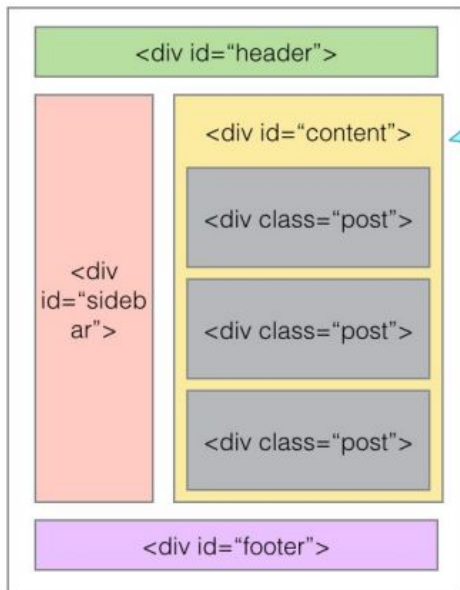 <div id=“header”>
<div
id=“sideb
ar”>
<div id=“content”>
<div class=“post”>
<div class=“post”>
<div class=“post”>
<div id=“footer”>